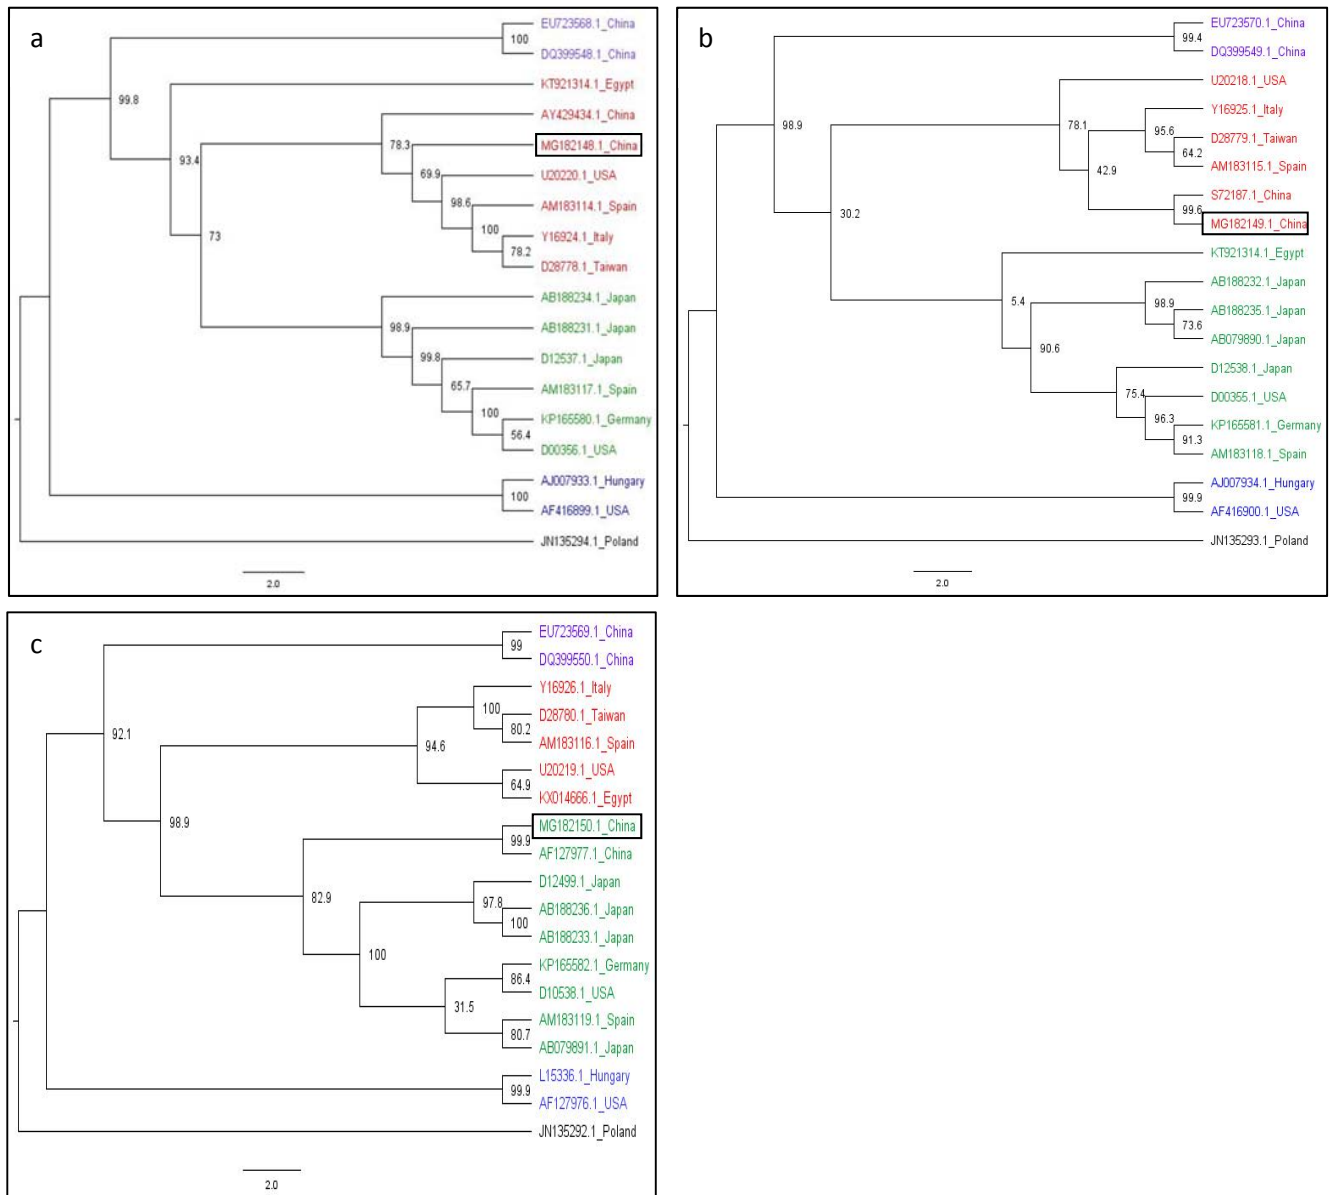 a
EU723568.1_China
100
DQ399548.1_China
99.8
KT921314.1_Egypt
93.4
AY429434.1_China
78.3
MG182148.1_China
69.9
U20220.1_USA
98.6
AM183114.1_Spain
100
Y16924.1_Italy
78.2
D28778.1_Taiwan
73
AB188234.1_Japan
98.9
AB188231.1_Japan
99.8
D12537.1_Japan
65.7
AM183117.1_Spain
100
KP165580.1_Germany
56.4
D00356.1_USA
AJ007933.1_Hungary
100
AF416899.1_USA
JN135294.1_Poland
2.0
b
EU723570.1_China
99.4
DQ399549.1_China
98.9
U20218.1_USA
78.1
Y16925.1_Italy
95.6
D28779.1_Taiwan
64.2
AM183115.1_Spain
42.9
S72187.1_China
99.6
MG182149.1_China
30.2
KT921314.1_Egypt
5.4
AB188232.1_Japan
98.9
AB188235.1_Japan
73.6
AB079890.1_Japan
90.6
D12538.1_Japan
75.4
D00355.1_USA
96.3
KP165581.1_Germany
91.3
AM183118.1_Spain
AJ007934.1_Hungary
99.9
AF416900.1_USA
JN135293.1_Poland
2.0
c
EU723569.1_China
99
DQ399550.1_China
92.1
Y16926.1_Italy
100
D28780.1_Taiwan
80.2
AM183116.1_Spain
94.6
U20219.1_USA
64.9
KX014666.1_Egypt
98.9
MG182150.1_China
99.9
AF127977.1_China
82.9
D12499.1_Japan
97.8
AB188236.1_Japan
100
AB188233.1_Japan
100
KP165582.1_Germany
86.4
D10538.1_USA
31.5
AM183119.1_Spain
80.7
AB079891.1_Japan
L15336.1_Hungary
99.9
AF127976.1_USA
JN135292.1_Poland
2.0